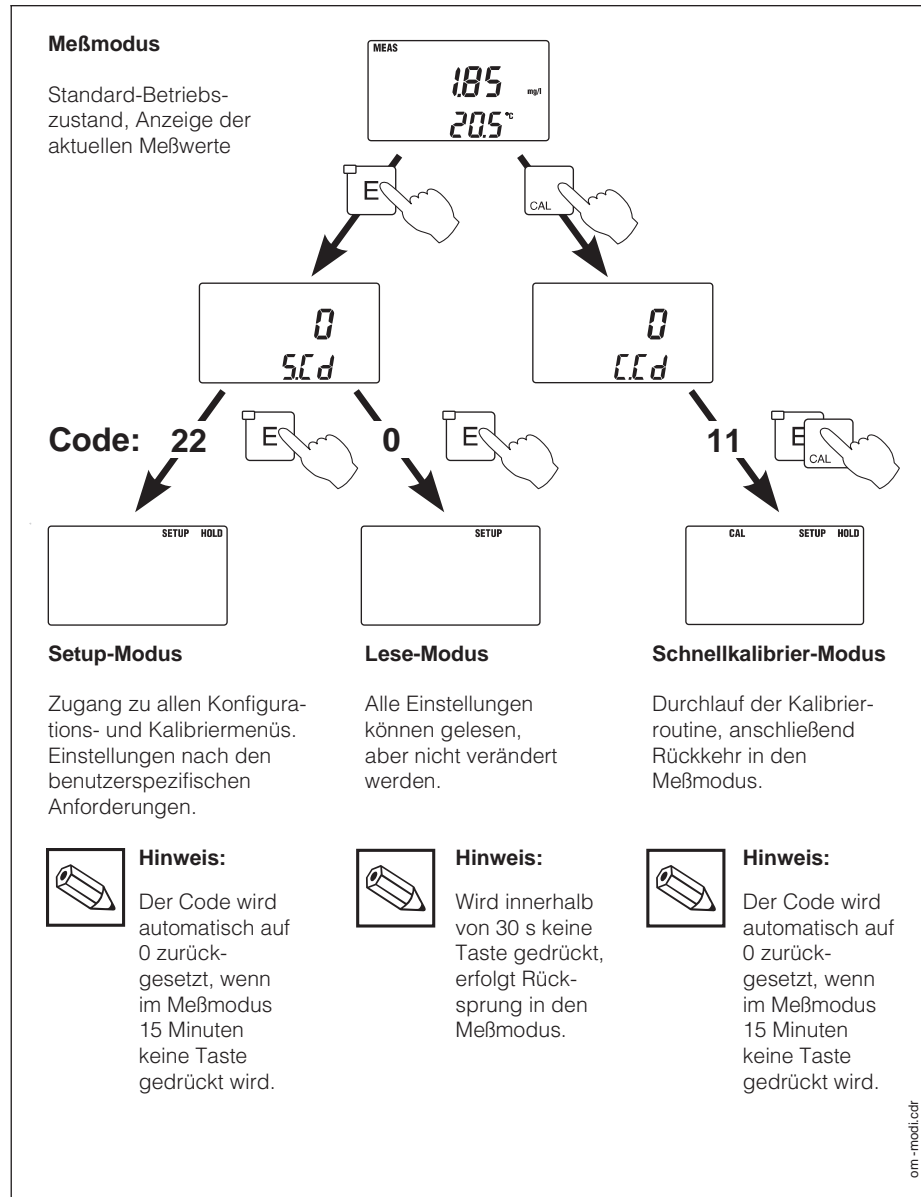 Meßmodus
Standard-Betriebs-
zustand, Anzeige der
aktuellen Meßwerte
MEAS
1.85 mg/l
20.5 °C
E
CAL
0
S.Cd
0
C.Cd
Code: 22
E
0
E
11
E
CAL
SETUP HOLD
SETUP
CAL SETUP HOLD
Setup-Modus
Zugang zu allen Konfigura-
tions- und Kalibriermenüs.
Einstellungen nach den
benutzerspezifischen
Anforderungen.
Hinweis:
Der Code wird
automatisch auf
0 zurück-
gesetzt, wenn
im Meßmodus
15 Minuten
keine Taste
gedrückt wird.
Lese-Modus
Alle Einstellungen
können gelesen,
aber nicht verändert
werden.
Hinweis:
Wird innerhalb
von 30 s keine
Taste gedrückt,
erfolgt Rück-
sprung in den
Meßmodus.
Schnellkalibrier-Modus
Durchlauf der Kalibrier-
routine, anschließend
Rückkehr in den
Meßmodus.
Hinweis:
Der Code wird
automatisch auf
0 zurück-
gesetzt, wenn
im Meßmodus
15 Minuten
keine Taste
gedrückt wird.
om-modi.cdr